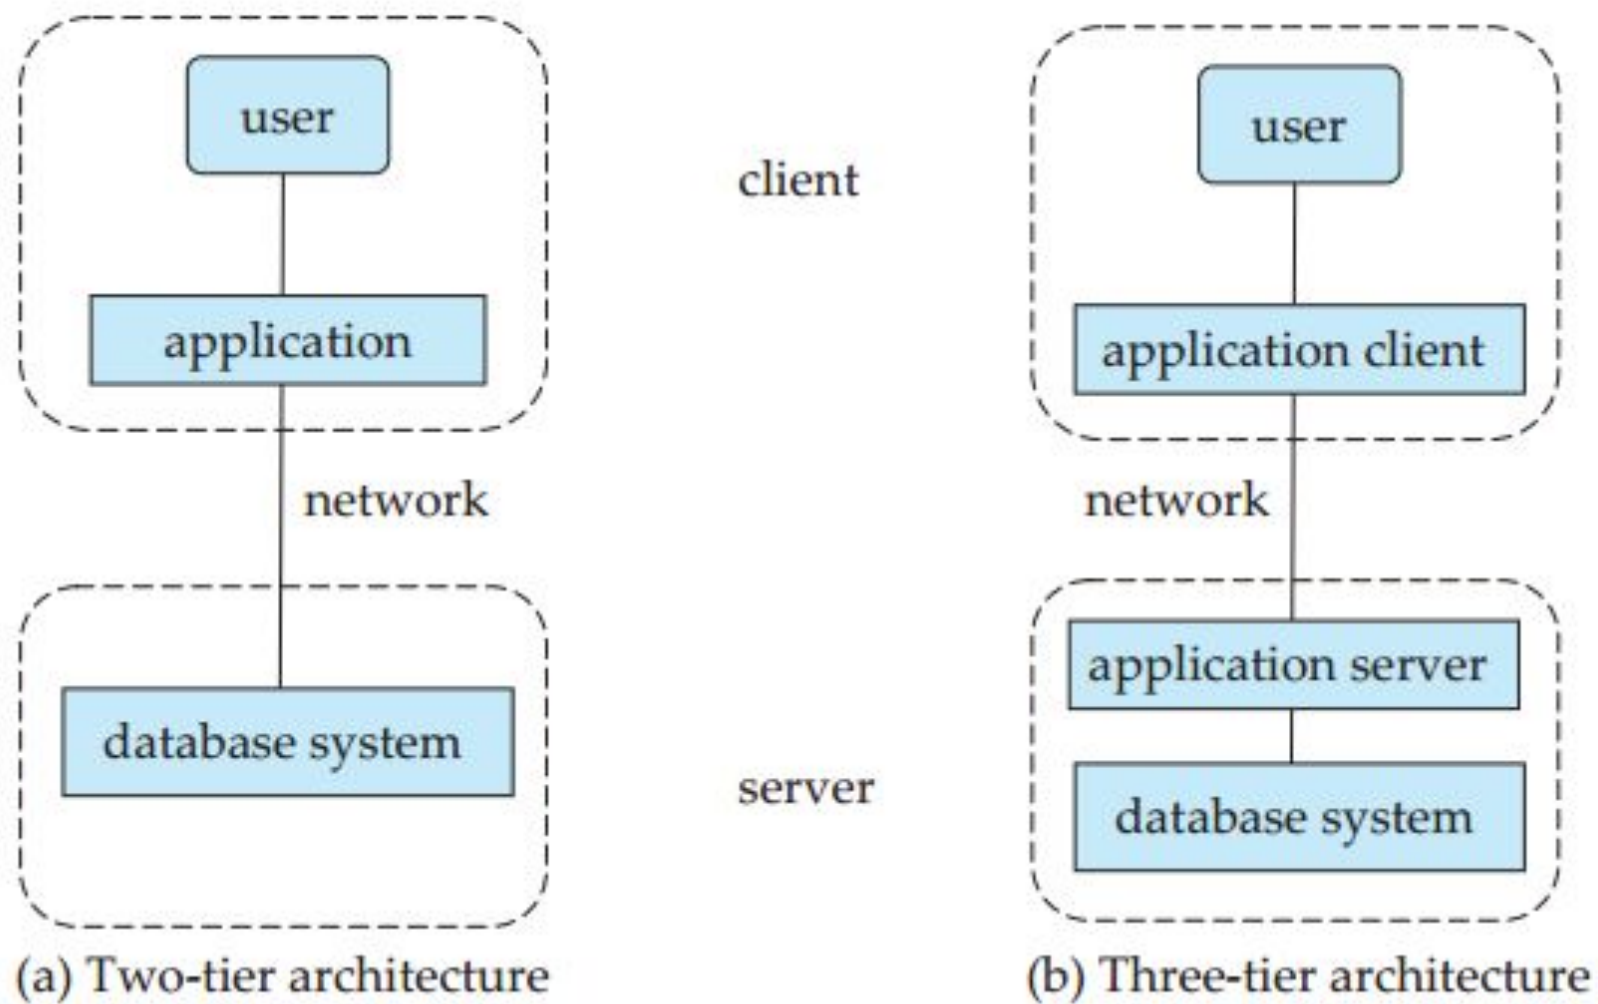 user
application
network
database system
(a) Two-tier architecture
client
server
user
application client
network
application server
database system
(b) Three-tier architecture